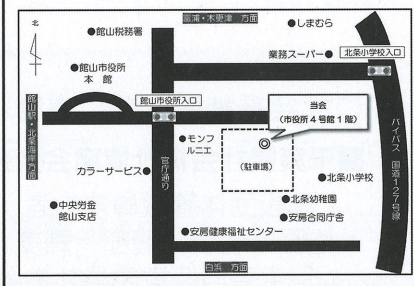 富浦・木更津 方面
北
●しまむら
●館山税務署
業務スーパー●
北条小学校入口
●館山市役所
本 館
館山市役所入口
当会
(市役所4号館1階)
館山駅・北条海岸方面
●モンフ
ルニエ
◎
バイパス 国道127号線
官庁通り
(駐車場)
カラーサービス●
●北条小学校
●北条幼稚園
●中央労金
館山支店
●安房合同庁舎
●安房健康福祉センター
白浜 方面